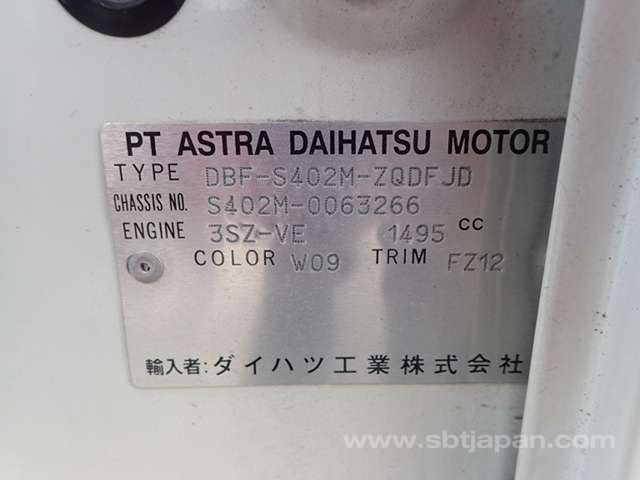 PT ASTRA DAIHATSU MOTOR
TYPE DBF-S402M-ZQDFJD
CHASSIS NO. S402M-0063266
ENGINE 3SZ-VE 1495 CC
COLOR W09 TRIM FZ12
輸入者:ダイハツ工業株式会社
www.sbtjapan.com